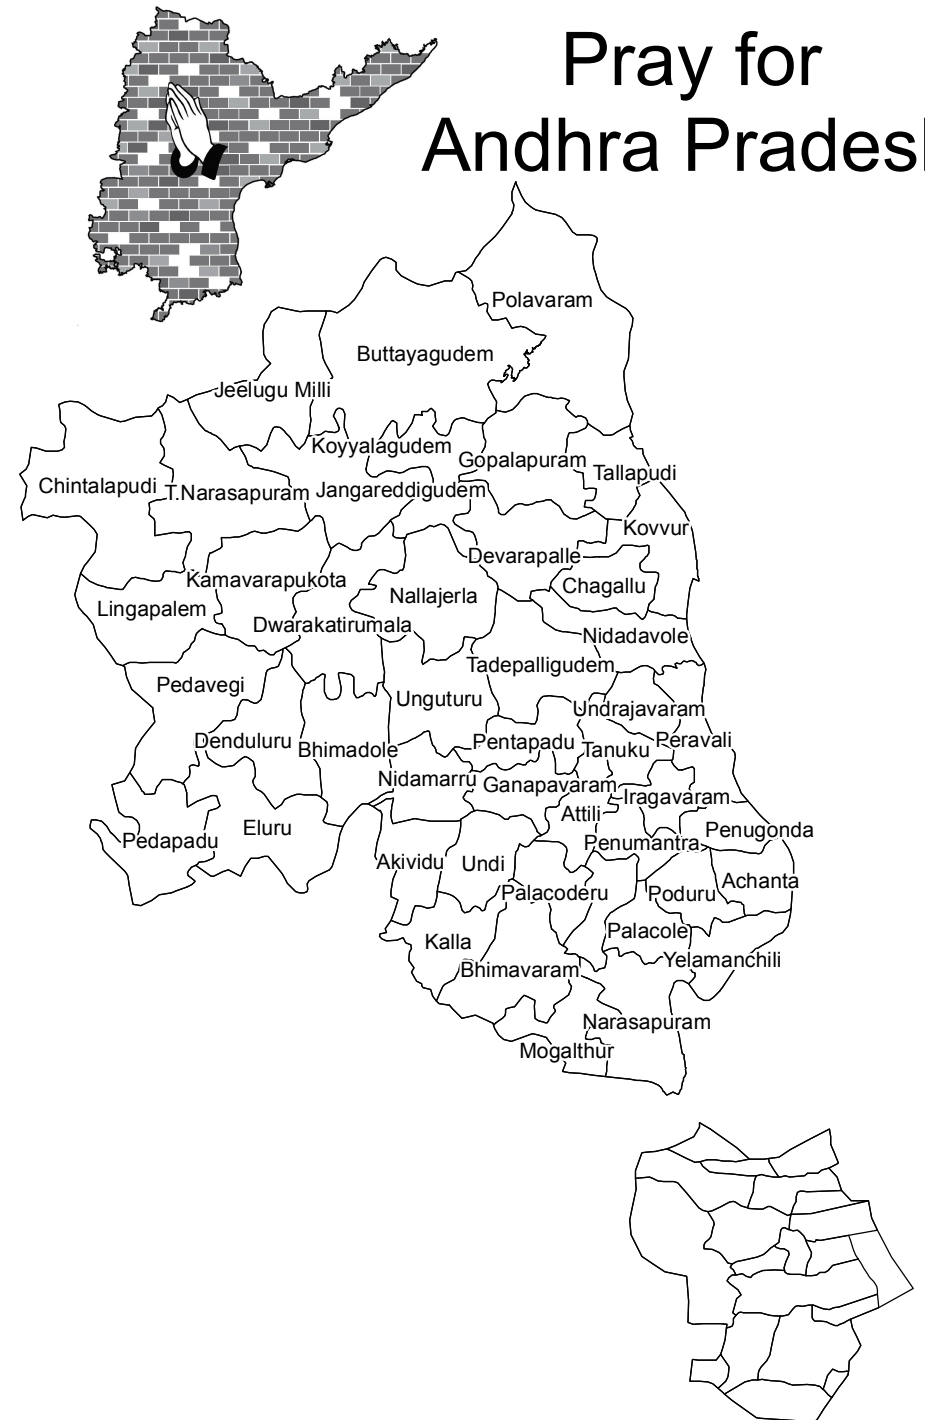 Pray for
Andhra Pradesh
Polavaram
Buttayagudem
Jeelugu Milli
Koyyalagudem
Gopalapuram
Tallapudi
Chintalapudi
T.Narasapuram
Jangareddigudem
Kovvur
Devarapalle
Kamavarapukota
Chagallu
Nallajerla
Lingapalem
Dwarakatirumala
Nidadavole
Tadepalligudem
Pedavegi
Unguturu
Undrajavaram
Denduluru
Bhimadole
Pentapadu
Tanuku
Peravali
Nidamarru
Ganapavaram
Iragavaram
Attili
Eluru
Penugonda
Pedapadu
Penumantra
Akividu
Undi
Achanta
Palacoderu
Poduru
Palacole
Kalla
Yelamanchili
Bhimavaram
Narasapuram
Mogalthur